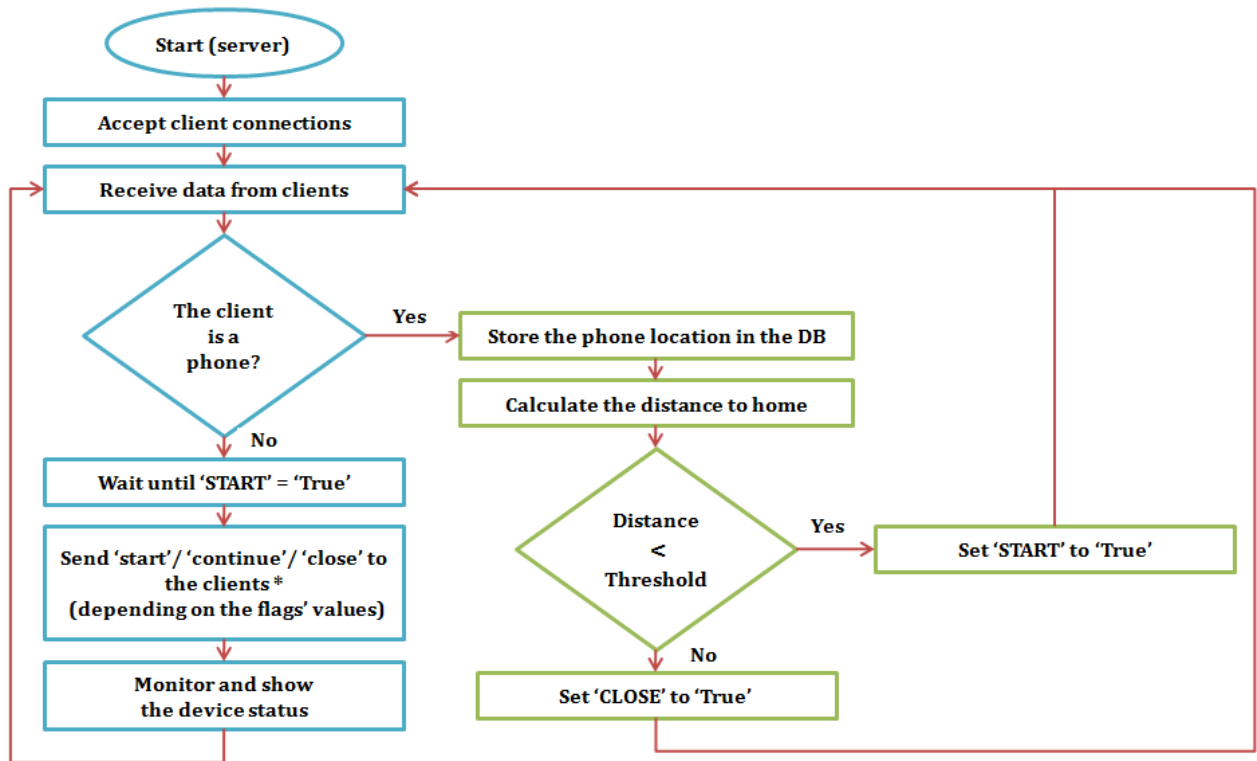 Start (server)
Accept client connections
Receive data from clients
The client
is a
phone?
Yes
Store the phone location in the DB
Calculate the distance to home
No
Wait until ‘START’ = ‘True’
Distance
<
Threshold
Yes
Set ‘START’ to ‘True’
Send ‘start’/ ‘continue’/ ‘close’ to
the clients *
(depending on the flags’ values)
No
Monitor and show
the device status
Set ‘CLOSE’ to ‘True’